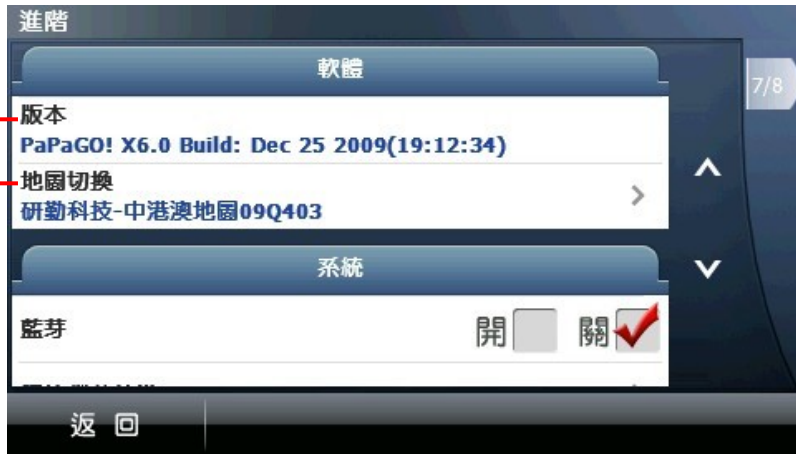 進階
軟體
7/8
版本
PaPaGO! X6.0 Build: Dec 25 2009(19:12:34)
地圖切換
研勤科技-中港澳地圖09Q403
系統
藍芽
開 關
返 回